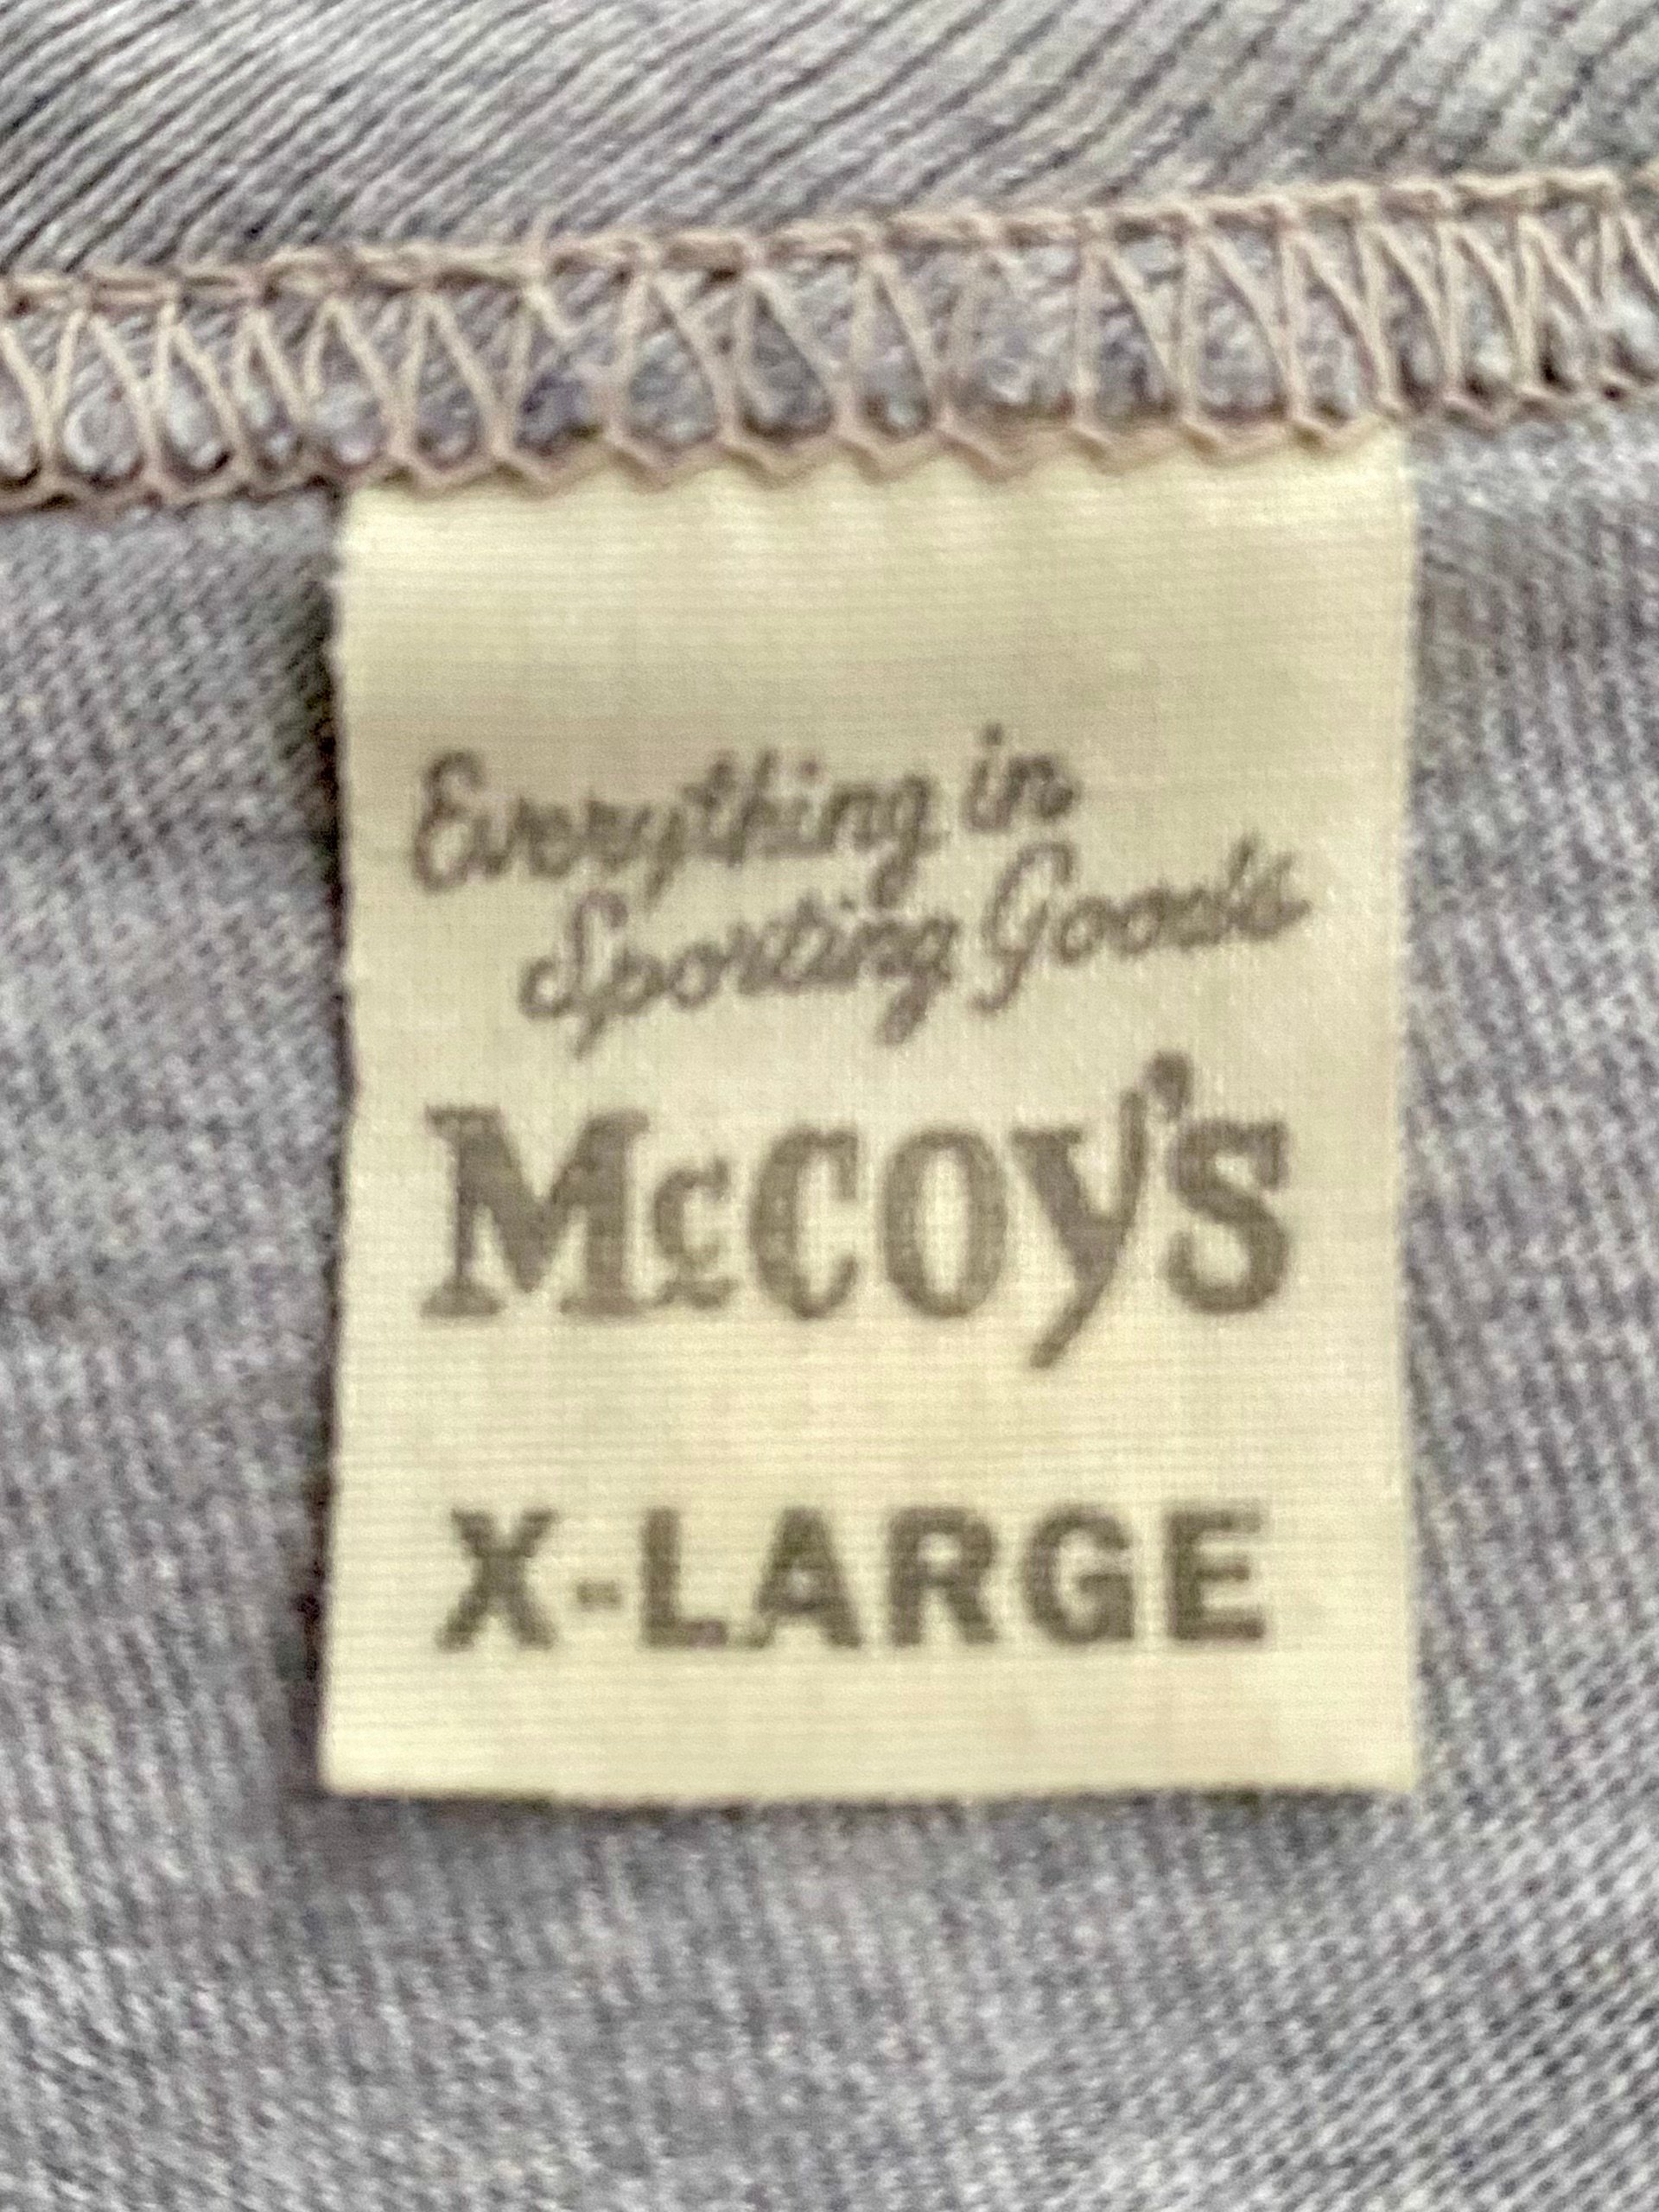 Everything in
Sporting Goods
McCOY'S
X-LARGE